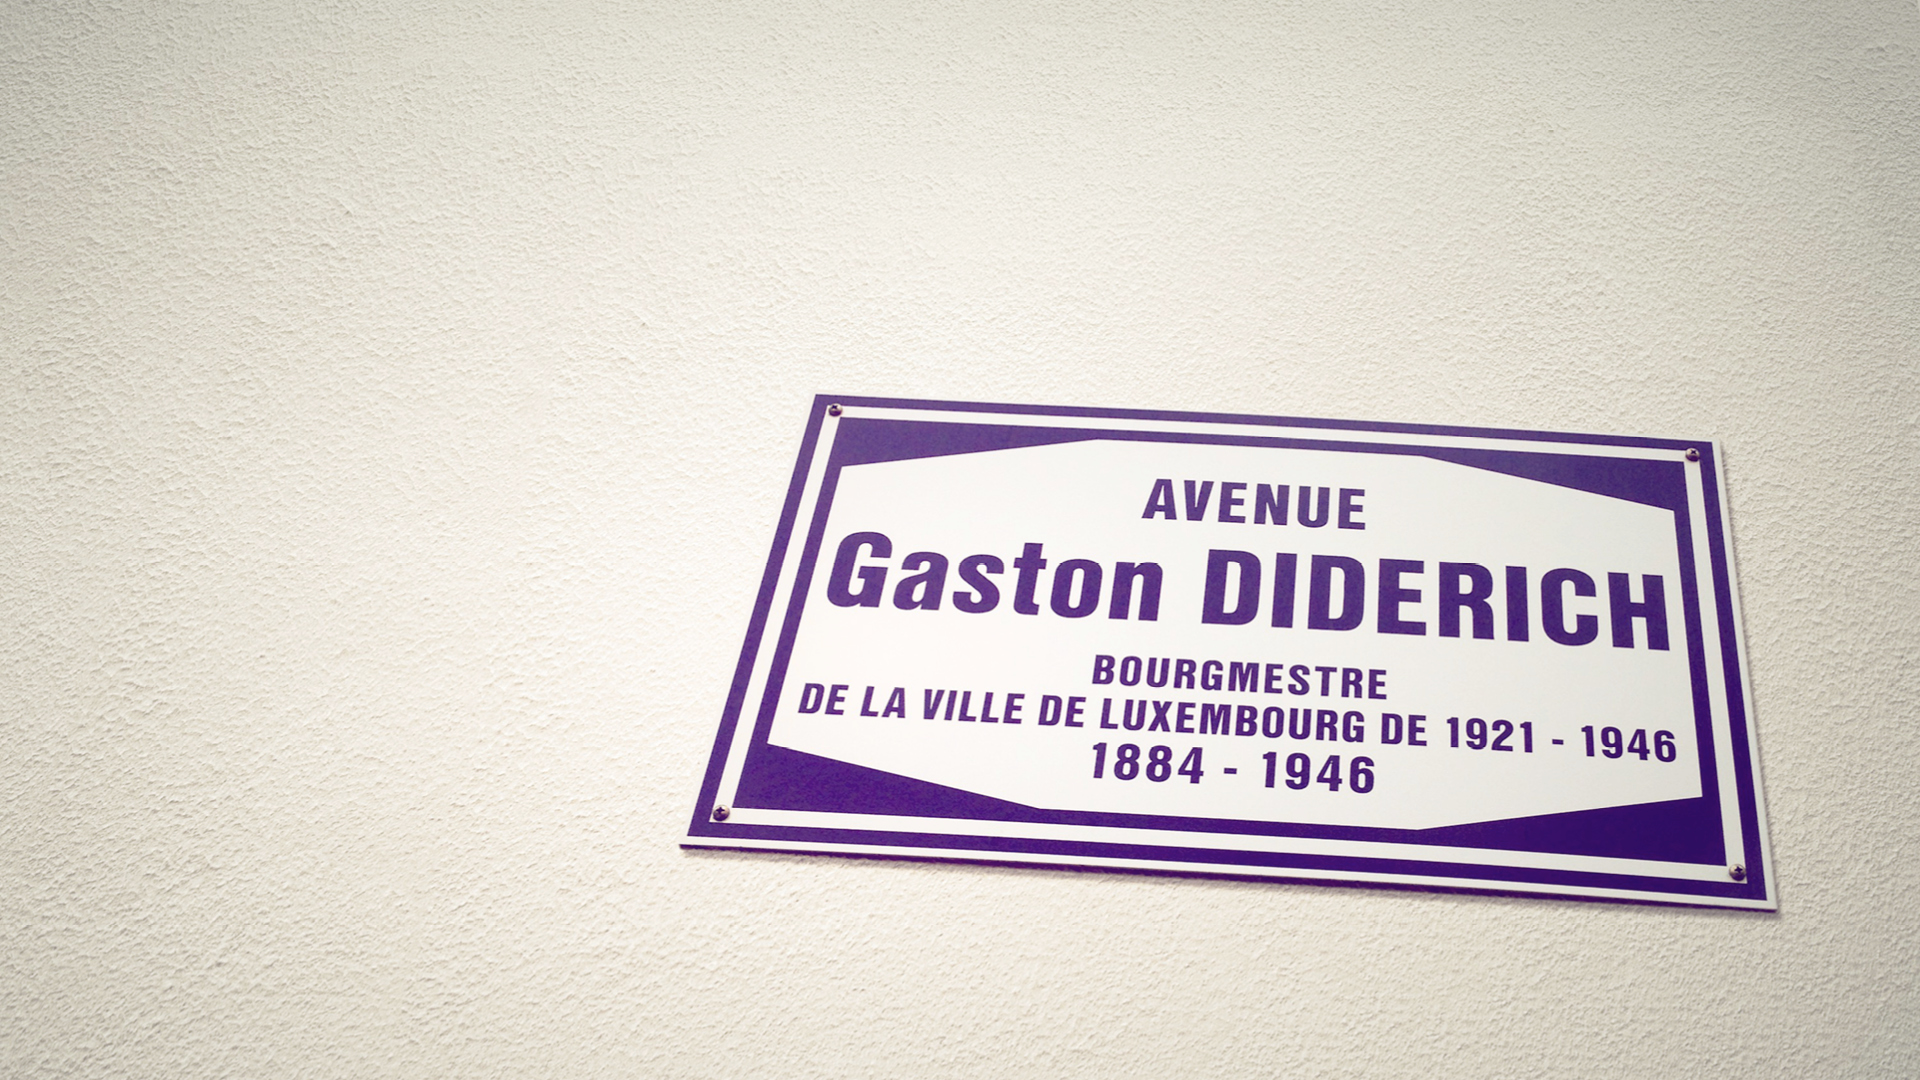 AVENUE
Gaston DIDERICH
BOURGMESTRE
DE LA VILLE DE LUXEMBOURG DE 1921 - 1946
1884 - 1946